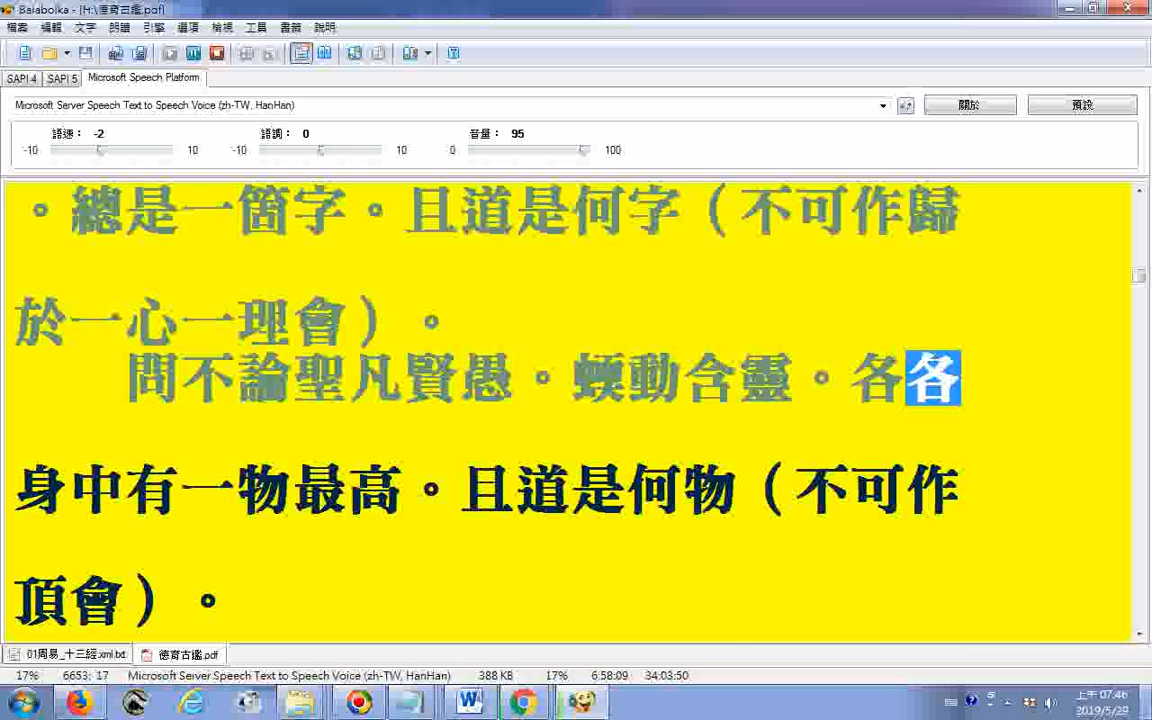 Balabolka - [H:\德育古鑑.pdf]
檔案 編輯 文字 朗讀 引擎 選項 檢視 工具 書籤 說明
SAPI 4 SAPI 5 Microsoft Speech Platform
Microsoft Server Speech Text to Speech Voice (zh-TW, HanHan) 關於 預設
語速： -2 語調： 0 音量： 95
-10 10 -10 10 0 100
。總是一箇字。且道是何字（不可作歸
於一心一理會）。
問不論聖凡賢愚。蝡動含靈。各各
身中有一物最高。且道是何物（不可作
頂會）。
01周易_十三經.xml.txt 德育古鑑.pdf
17% 6653: 17 Microsoft Server Speech Text to Speech Voice (zh-TW, HanHan) 388 KB 17% 6:58:09 34:03:50
上午 07:46
2019/5/29